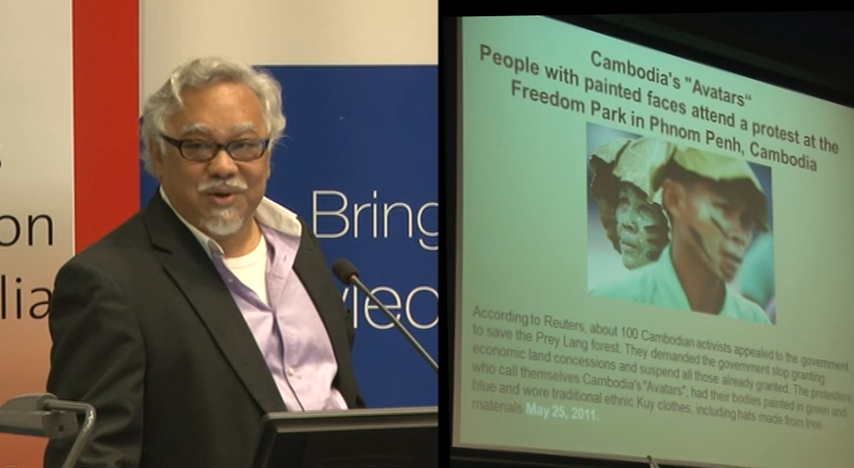 on
lia
Bring
vled
Cambodia's "Avatars“
People with painted faces attend a protest at the
Freedom Park in Phnom Penh, Cambodia
According to Reuters, about 100 Cambodian activists appealed to the government
to save the Prey Lang forest. They demanded the government stop granting
economic land concessions and suspend all those already granted. The protesters,
who call themselves Cambodia's "Avatars", had their bodies painted in green and
blue and wore traditional ethnic Kuy clothes, including hats made from tree
materials May 25, 2011.